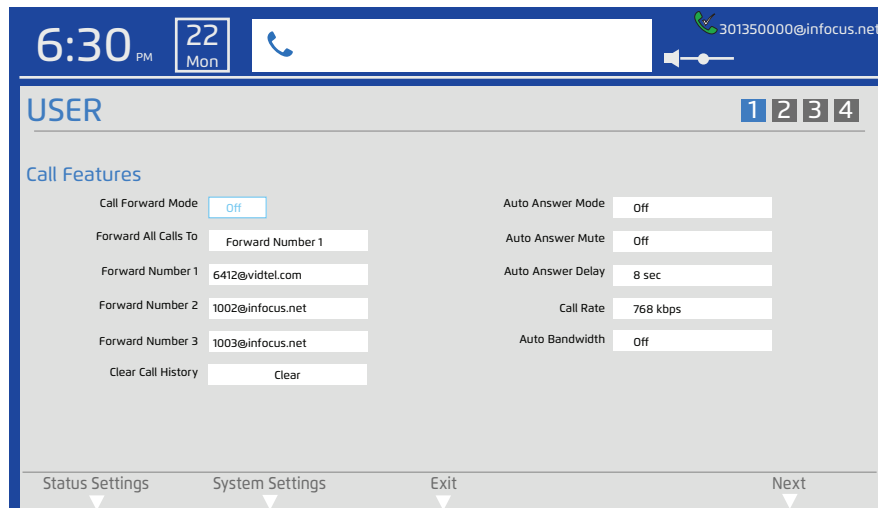 6:30 PM
22
Mon
301350000@infocus.net
USER
1 2 3 4
Call Features
Call Forward Mode Off
Forward All Calls To Forward Number 1
Forward Number 1 6412@vidtel.com
Forward Number 2 1002@infocus.net
Forward Number 3 1003@infocus.net
Clear Call History Clear
Auto Answer Mode Off
Auto Answer Mute Off
Auto Answer Delay 8 sec
Call Rate 768 kbps
Auto Bandwidth Off
Status Settings System Settings Exit Next